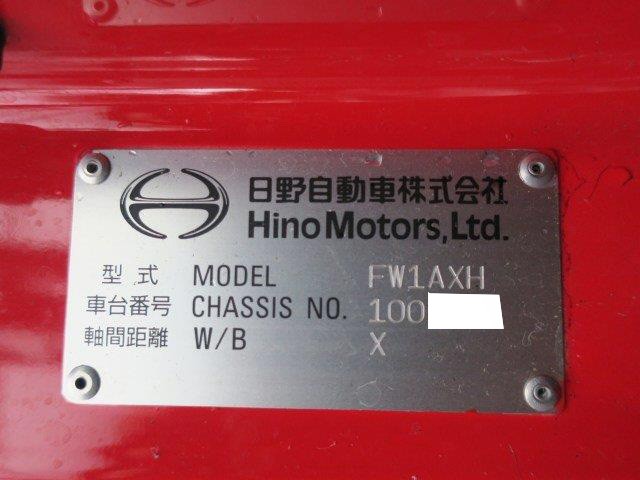 日野自動車株式会社
Hino Motors, Ltd.
型式 MODEL FW1AXH
車台番号 CHASSIS NO. 100
軸間距離 W/B X